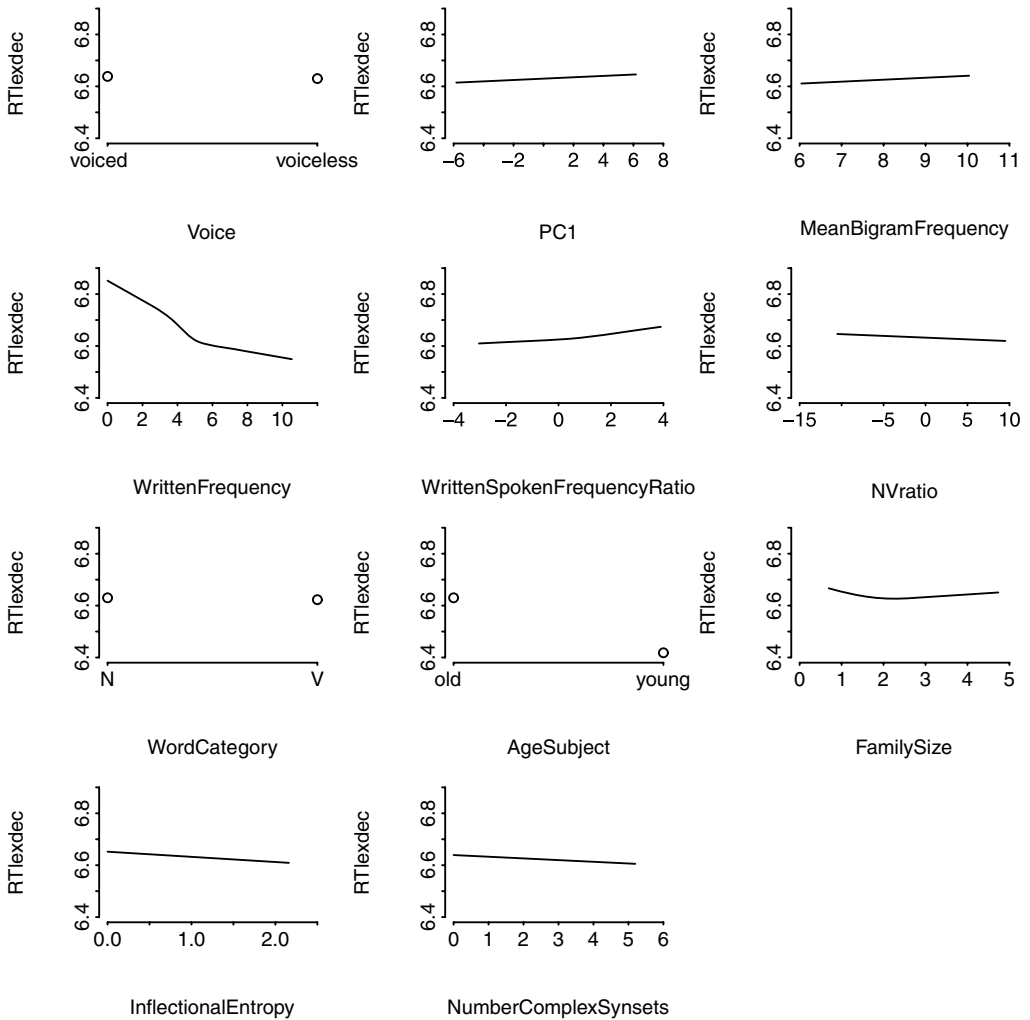 RTlexdec
6.4 6.6 6.8
voiced voiceless
Voice
RTlexdec
6.4 6.6 6.8
−6 −2 2 4 6 8
PC1
RTlexdec
6.4 6.6 6.8
6 7 8 9 10 11
MeanBigramFrequency
RTlexdec
6.4 6.6 6.8
0 2 4 6 8 10
WrittenFrequency
RTlexdec
6.4 6.6 6.8
−4 −2 0 2 4
WrittenSpokenFrequencyRatio
RTlexdec
6.4 6.6 6.8
−15 −5 0 5 10
NVratio
RTlexdec
6.4 6.6 6.8
N V
WordCategory
RTlexdec
6.4 6.6 6.8
old young
AgeSubject
RTlexdec
6.4 6.6 6.8
0 1 2 3 4 5
FamilySize
RTlexdec
6.4 6.6 6.8
0.0 1.0 2.0
InflectionalEntropy
RTlexdec
6.4 6.6 6.8
0 1 2 3 4 5 6
NumberComplexSynsets